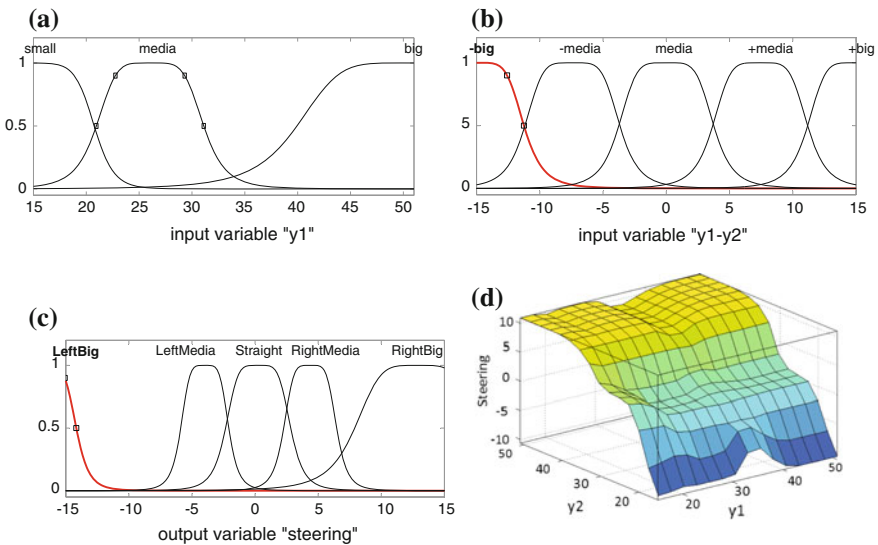 (a)
small media big
1
0.5
0
15 20 25 30 35 40 45 50
input variable "y1"
(b)
-big -media media +media +big
1
5
0
-15 -10 -5 0 5 10 15
input variable "y1-y2"
(c)
LeftBig LeftMedia Straight RightMedia RightBig
1
0.5
0
-15 -10 -5 0 5 10 15
output variable "steering"
(d)
Steering
10
5
0
-5
-10
50 40 30 20
y2
20 30 40 50
y1